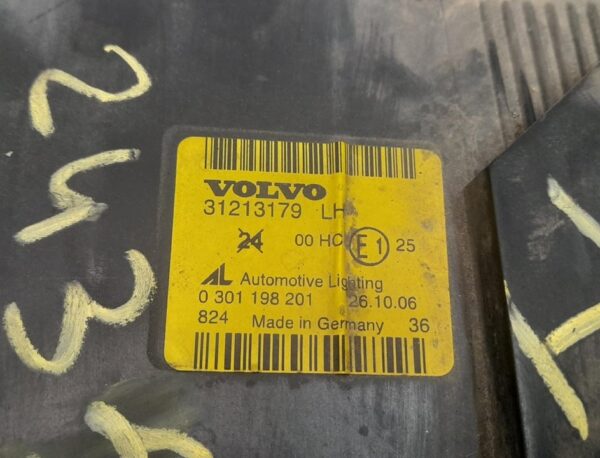 243
VOLVO
31213179 LH
24 00 HC E1 25
AL Automotive Lighting
0 301 198 201 26.10.06
824 Made in Germany 36